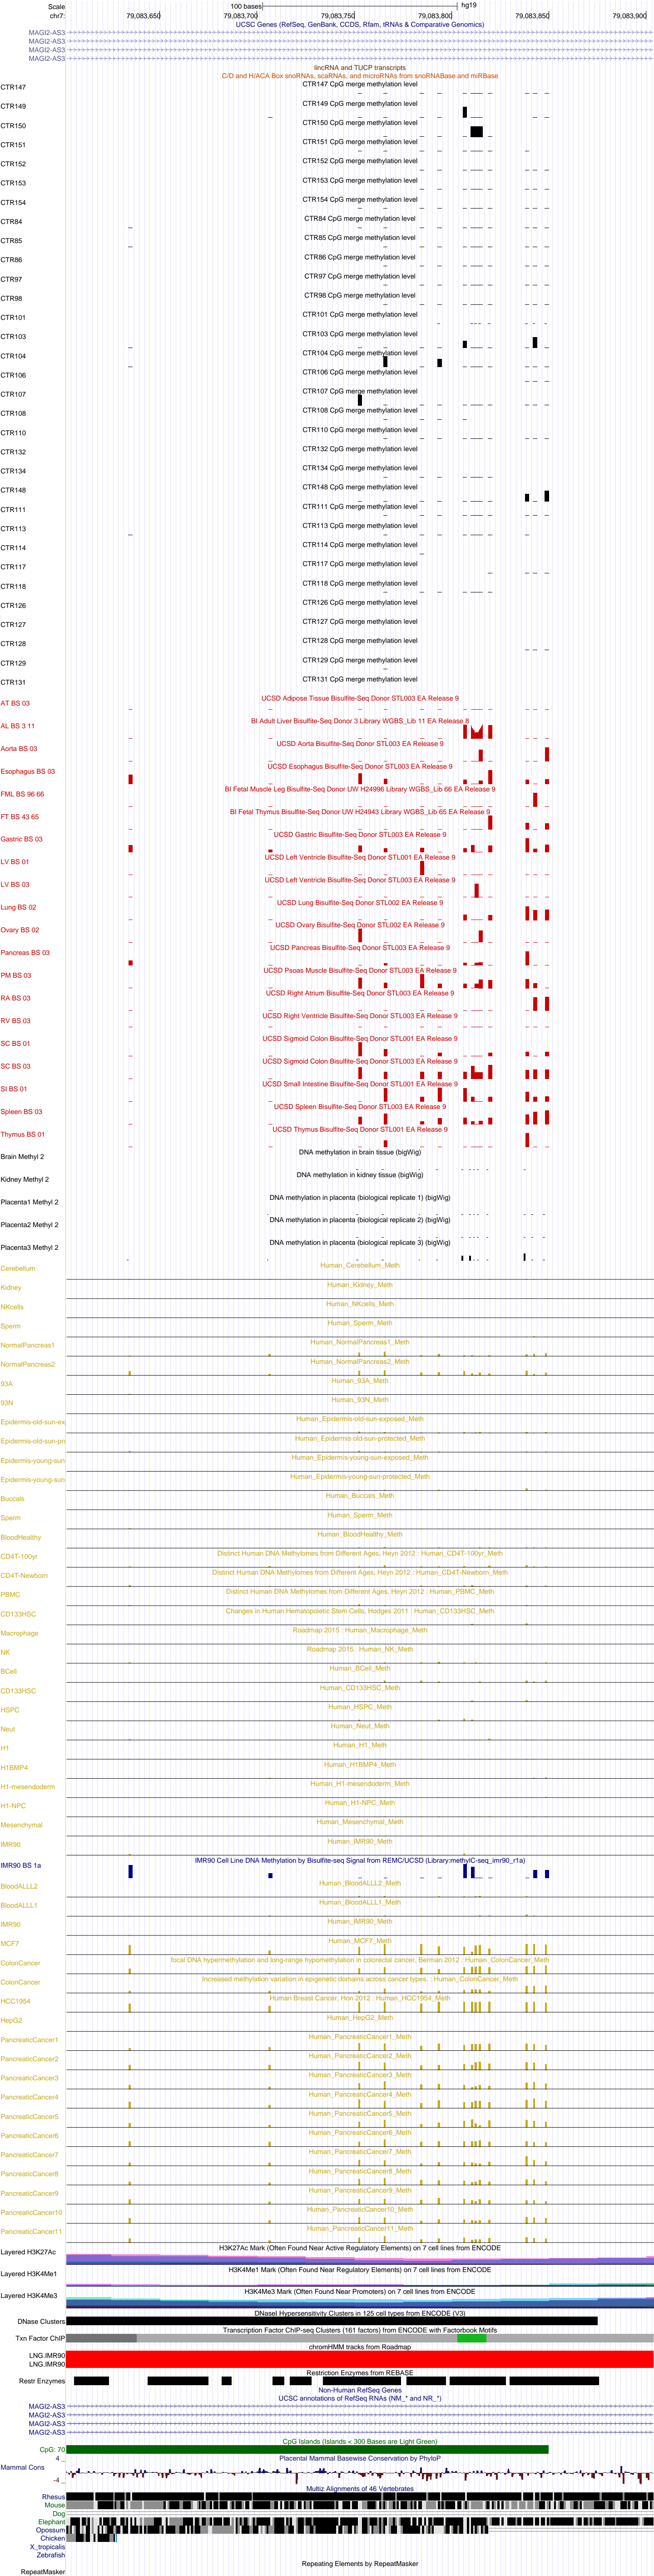 Scale 100 bases hg19
chr7: 79,083,650 79,083,700 79,083,750 79,083,800 79,083,850 79,083,900
UCSC Genes (RefSeq, GenBank, CCDS, Rfam, tRNAs & Comparative Genomics)
MAGI2-AS3
MAGI2-AS3
MAGI2-AS3
MAGI2-AS3
lincRNA and TUCP transcripts
C/D and H/ACA Box snoRNAs, scaRNAs, and microRNAs from snoRNABase and miRBase
CTR147 CpG merge methylation level
CTR147
CTR149 CpG merge methylation level
CTR149
CTR150 CpG merge methylation level
CTR150
CTR151 CpG merge methylation level
CTR151
CTR152 CpG merge methylation level
CTR152
CTR153 CpG merge methylation level
CTR153
CTR154 CpG merge methylation level
CTR154
CTR84 CpG merge methylation level
CTR84
CTR85 CpG merge methylation level
CTR85
CTR86 CpG merge methylation level
CTR86
CTR97 CpG merge methylation level
CTR97
CTR98 CpG merge methylation level
CTR98
CTR101 CpG merge methylation level
CTR101
CTR103 CpG merge methylation level
CTR103
CTR104 CpG merge methylation level
CTR104
CTR106 CpG merge methylation level
CTR106
CTR107 CpG merge methylation level
CTR107
CTR108 CpG merge methylation level
CTR108
CTR110 CpG merge methylation level
CTR110
CTR132 CpG merge methylation level
CTR132
CTR134 CpG merge methylation level
CTR134
CTR148 CpG merge methylation level
CTR148
CTR111 CpG merge methylation level
CTR111
CTR113 CpG merge methylation level
CTR113
CTR114 CpG merge methylation level
CTR114
CTR117 CpG merge methylation level
CTR117
CTR118 CpG merge methylation level
CTR118
CTR126 CpG merge methylation level
CTR126
CTR127 CpG merge methylation level
CTR127
CTR128 CpG merge methylation level
CTR128
CTR129 CpG merge methylation level
CTR129
CTR131 CpG merge methylation level
CTR131
UCSD Adipose Tissue Bisulfite-Seq Donor STL003 EA Release 9
AT BS 03
BI Adult Liver Bisulfite-Seq Donor 3 Library WGBS_Lib 11 EA Release 8
AL BS 3 11
UCSD Aorta Bisulfite-Seq Donor STL003 EA Release 9
Aorta BS 03
UCSD Esophagus Bisulfite-Seq Donor STL003 EA Release 9
Esophagus BS 03
BI Fetal Muscle Leg Bisulfite-Seq Donor UW H24996 Library WGBS_Lib 66 EA Release 9
FML BS 96 66
BI Fetal Thymus Bisulfite-Seq Donor UW H24943 Library WGBS_Lib 65 EA Release 9
FT BS 43 65
UCSD Gastric Bisulfite-Seq Donor STL003 EA Release 9
Gastric BS 03
UCSD Left Ventricle Bisulfite-Seq Donor STL001 EA Release 9
LV BS 01
UCSD Left Ventricle Bisulfite-Seq Donor STL003 EA Release 9
LV BS 03
UCSD Lung Bisulfite-Seq Donor STL002 EA Release 9
Lung BS 02
UCSD Ovary Bisulfite-Seq Donor STL002 EA Release 9
Ovary BS 02
UCSD Pancreas Bisulfite-Seq Donor STL003 EA Release 9
Pancreas BS 03
UCSD Psoas Muscle Bisulfite-Seq Donor STL003 EA Release 9
PM BS 03
UCSD Right Atrium Bisulfite-Seq Donor STL003 EA Release 9
RA BS 03
UCSD Right Ventricle Bisulfite-Seq Donor STL003 EA Release 9
RV BS 03
UCSD Sigmoid Colon Bisulfite-Seq Donor STL001 EA Release 9
SC BS 01
UCSD Sigmoid Colon Bisulfite-Seq Donor STL003 EA Release 9
SC BS 03
UCSD Small Intestine Bisulfite-Seq Donor STL001 EA Release 9
SI BS 01
UCSD Spleen Bisulfite-Seq Donor STL003 EA Release 9
Spleen BS 03
UCSD Thymus Bisulfite-Seq Donor STL001 EA Release 9
Thymus BS 01
DNA methylation in brain tissue (bigWig)
Brain Methyl 2
DNA methylation in kidney tissue (bigWig)
Kidney Methyl 2
DNA methylation in placenta (biological replicate 1) (bigWig)
Placenta1 Methyl 2
DNA methylation in placenta (biological replicate 2) (bigWig)
Placenta2 Methyl 2
DNA methylation in placenta (biological replicate 3) (bigWig)
Placenta3 Methyl 2
Human_Cerebellum_Meth
Cerebellum
Human_Kidney_Meth
Kidney
Human_NKcells_Meth
NKcells
Human_Sperm_Meth
Sperm
Human_NormalPancreas1_Meth
NormalPancreas1
Human_NormalPancreas2_Meth
NormalPancreas2
Human_93A_Meth
93A
Human_93N_Meth
93N
Human_Epidermis-old-sun-exposed_Meth
Epidermis-old-sun-ex
Human_Epidermis-old-sun-protected_Meth
Epidermis-old-sun-pn
Human_Epidermis-young-sun-exposed_Meth
Epidermis-young-sun
Human_Epidermis-young-sun-protected_Meth
Epidermis-young-sun
Human_Buccals_Meth
Buccals
Human_Sperm_Meth
Sperm
Human_BloodHealthy_Meth
BloodHealthy
Distinct Human DNA Methylomes from Different Ages, Heyn 2012 : Human_CD4T-100yr_Meth
CD4T-100yr
Distinct Human DNA Methylomes from Different Ages, Heyn 2012 : Human_CD4T-Newborn_Meth
CD4T-Newborn
Distinct Human DNA Methylomes from Different Ages, Heyn 2012 : Human_PBMC_Meth
PBMC
Changes in Human Hematopoietic Stem Cells, Hodges 2011 : Human_CD133HSC_Meth
CD133HSC
Roadmap 2015 : Human_Macrophage_Meth
Macrophage
Roadmap 2015 : Human_NK_Meth
NK
Human_BCell_Meth
BCell
Human_CD133HSC_Meth
CD133HSC
Human_HSPC_Meth
HSPC
Human_Neut_Meth
Neut
Human_H1_Meth
H1
Human_H1BMP4_Meth
H1BMP4
Human_H1-mesendoderm_Meth
H1-mesendoderm
Human_H1-NPC_Meth
H1-NPC
Human_Mesenchymal_Meth
Mesenchymal
Human_IMR90_Meth
IMR90
IMR90 Cell Line DNA Methylation by Bisulfite-seq Signal from REMC/UCSD (Library:methylC-seq_imr90_r1a)
IMR90 BS 1a
Human_BloodALLL2_Meth
BloodALLL2
Human_BloodALLL1_Meth
BloodALLL1
Human_IMR90_Meth
IMR90
Human_MCF7_Meth
MCF7
focal DNA hypermethylation and long-range hypomethylation in colorectal cancer, Berman 2012 : Human_ColonCancer_Meth
ColonCancer
Increased methylation variation in epigenetic domains across cancer types. : Human_ColonCancer_Meth
ColonCancer
Human Breast Cancer, Hon 2012 : Human_HCC1954_Meth
HCC1954
Human_HepG2_Meth
HepG2
Human_PancreaticCancer1_Meth
PancreaticCancer1
Human_PancreaticCancer2_Meth
PancreaticCancer2
Human_PancreaticCancer3_Meth
PancreaticCancer3
Human_PancreaticCancer4_Meth
PancreaticCancer4
Human_PancreaticCancer5_Meth
PancreaticCancer5
Human_PancreaticCancer6_Meth
PancreaticCancer6
Human_PancreaticCancer7_Meth
PancreaticCancer7
Human_PancreaticCancer8_Meth
PancreaticCancer8
Human_PancreaticCancer9_Meth
PancreaticCancer9
Human_PancreaticCancer10_Meth
PancreaticCancer10
Human_PancreaticCancer11_Meth
PancreaticCancer11
H3K27Ac Mark (Often Found Near Active Regulatory Elements) on 7 cell lines from ENCODE
Layered H3K27Ac
H3K4Me1 Mark (Often Found Near Regulatory Elements) on 7 cell lines from ENCODE
Layered H3K4Me1
H3K4Me3 Mark (Often Found Near Promoters) on 7 cell lines from ENCODE
Layered H3K4Me3
DNaseI Hypersensitivity Clusters in 125 cell types from ENCODE (V3)
DNase Clusters
Transcription Factor ChIP-seq Clusters (161 factors) from ENCODE with Factorbook Motifs
Txn Factor ChIP
chromHMM tracks from Roadmap
LNG.IMR90
LNG.IMR90
Restriction Enzymes from REBASE
Restr Enzymes
Non-Human RefSeq Genes
UCSC annotations of RefSeq RNAs (NM_* and NR_*)
MAGI2-AS3
MAGI2-AS3
MAGI2-AS3
MAGI2-AS3
CpG Islands (Islands < 300 Bases are Light Green)
CpG: 70
4 _ Placental Mammal Basewise Conservation by PhyloP
Mammal Cons
-4 _
Multiz Alignments of 46 Vertebrates
Rhesus
Mouse
Dog
Elephant
Opossum
Chicken
X_tropicalis
Zebrafish
Repeating Elements by RepeatMasker
RepeatMasker